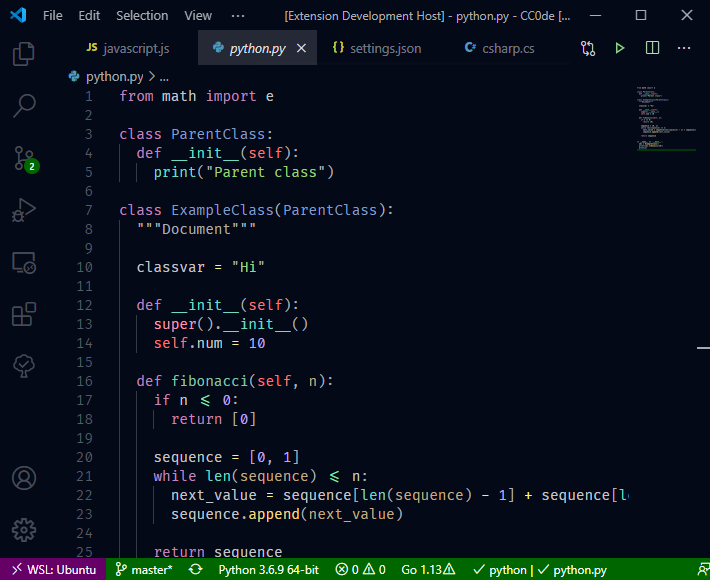 File Edit Selection View ··· [Extension Development Host] - python.py - CC0de [...
JS javascript.js python.py × { } settings.json C# csharp.cs
python.py > ...
1 from math import e
2
3 class ParentClass:
4 def __init__(self):
5 print("Parent class")
6
7 class ExampleClass(ParentClass):
8 """Document"""
9
10 classvar = "Hi"
11
12 def __init__(self):
13 super().__init__()
14 self.num = 10
15
16 def fibonacci(self, n):
17 if n <= 0:
18 return [0]
19
20 sequence = [0, 1]
21 while len(sequence) <= n:
22 next_value = sequence[len(sequence) - 1] + sequence[l
23 sequence.append(next_value)
24
25 return sequence
2
WSL: Ubuntu master* Python 3.6.9 64-bit 0 0 Go 1.13 python | python.py